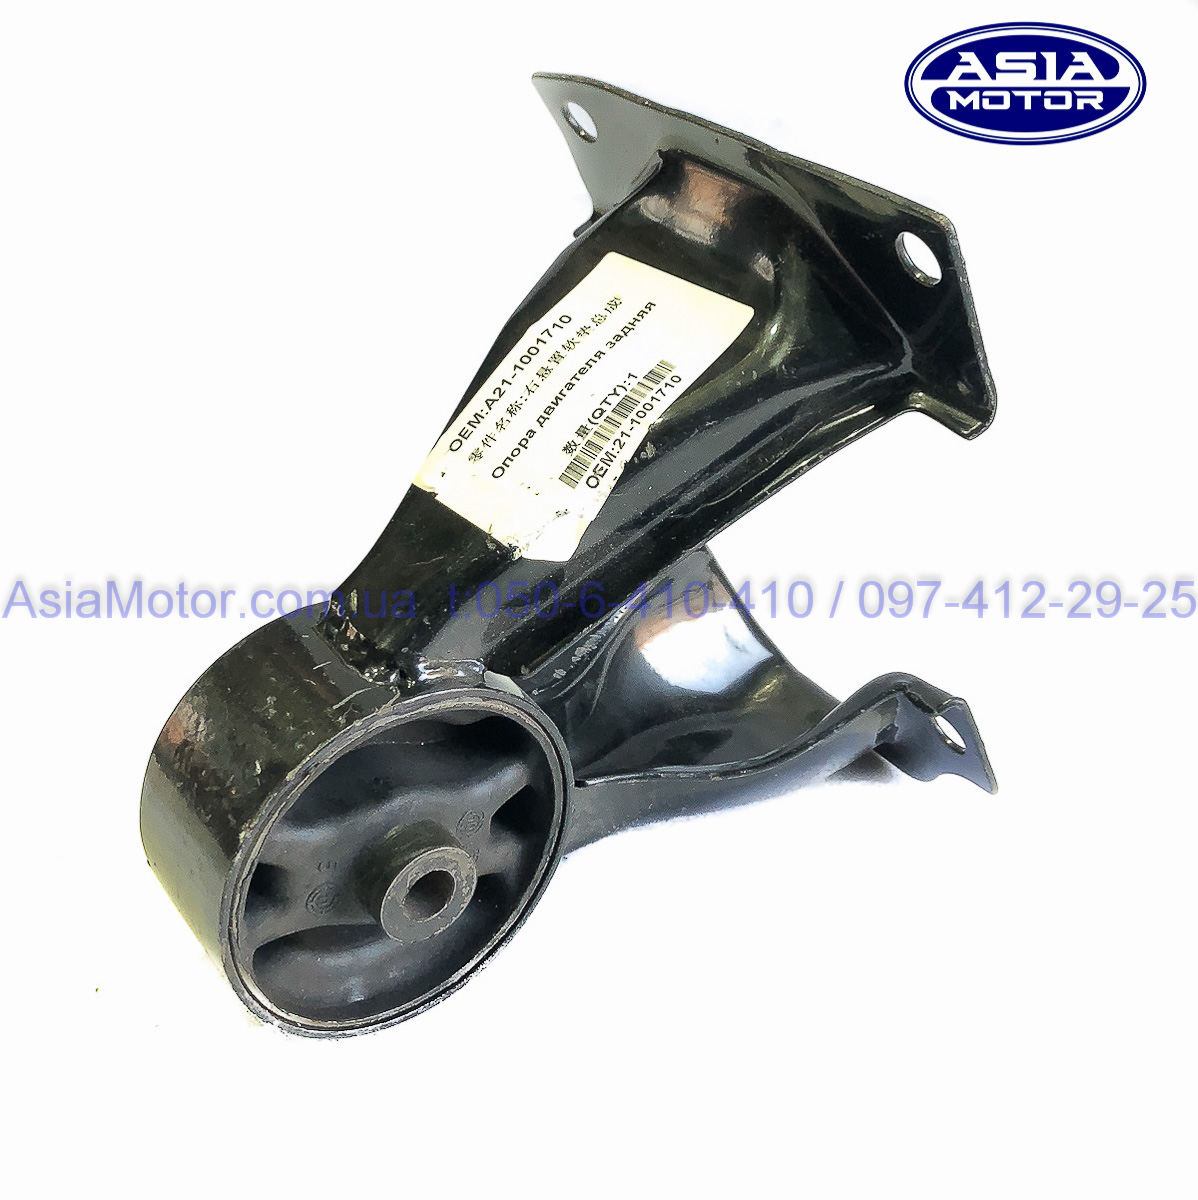 ASIA
MOTOR
OEM:A21-1001710
零件名称:右悬置软垫总成
Опора двигателя задняя
数量(QTY):1
OEM:21-1001710
AsiaMotor.com.ua t 050-6-410-410 / 097-412-29-25